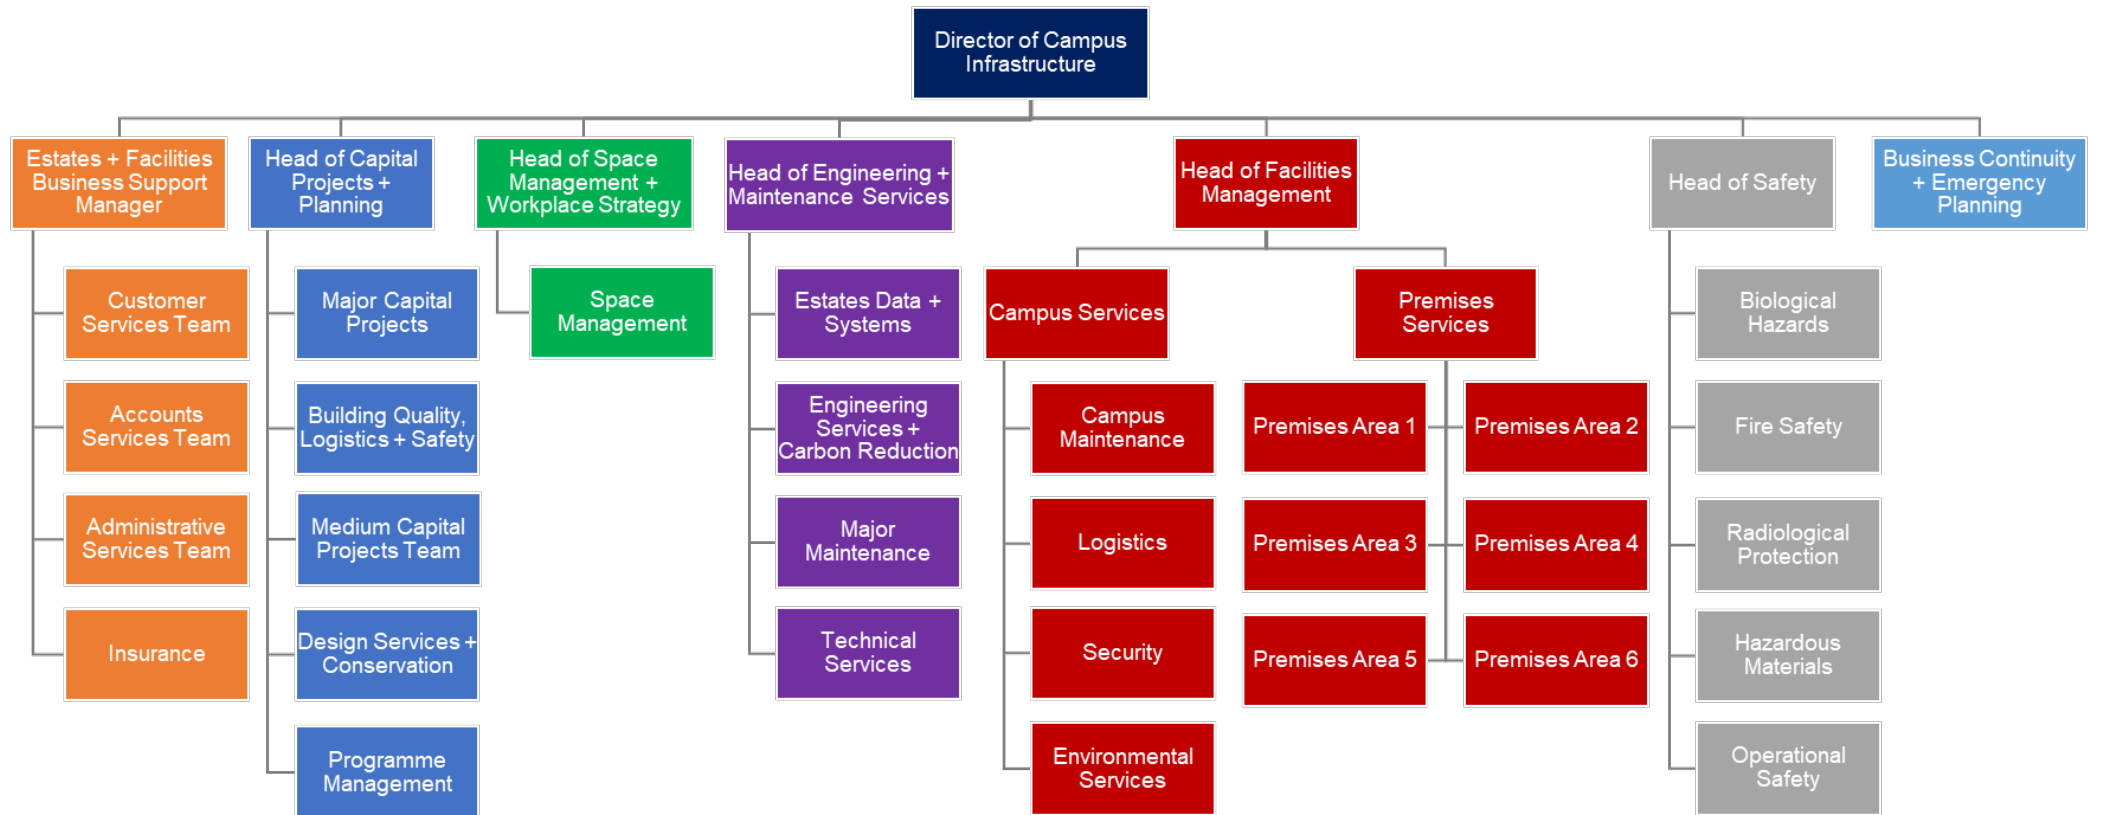 Director of Campus
Infrastructure
Estates + Facilities
Business Support
Manager
Head of Capital
Projects +
Planning
Head of Space
Management +
Workplace Strategy
Head of Engineering +
Maintenance Services
Head of Facilities
Management
Head of Safety
Business Continuity
+ Emergency
Planning
Customer
Services Team
Accounts
Services Team
Administrative
Services Team
Insurance
Major Capital
Projects
Building Quality,
Logistics + Safety
Medium Capital
Projects Team
Design Services +
Conservation
Programme
Management
Space
Management
Estates Data +
Systems
Engineering
Services +
Carbon Reduction
Major
Maintenance
Technical
Services
Campus Services
Campus
Maintenance
Logistics
Security
Environmental
Services
Premises
Services
Premises Area 1
Premises Area 2
Premises Area 3
Premises Area 4
Premises Area 5
Premises Area 6
Biological
Hazards
Fire Safety
Radiological
Protection
Hazardous
Materials
Operational
Safety